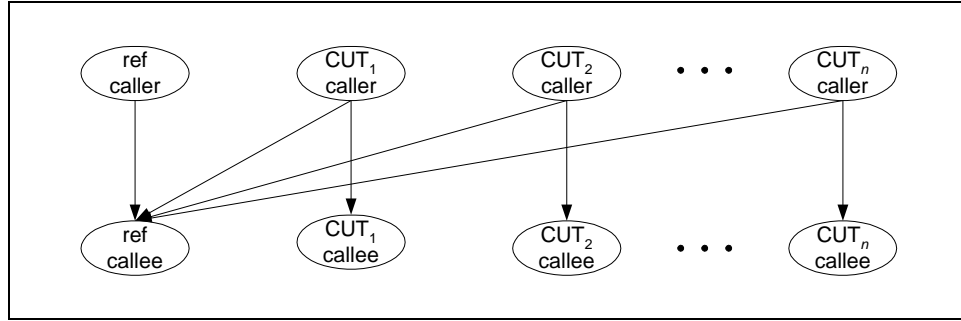 ref
caller
CUT₁
caller
CUT₂
caller
• • •
CUTₙ
caller
ref
callee
CUT₁
callee
CUT₂
callee
• • •
CUTₙ
callee